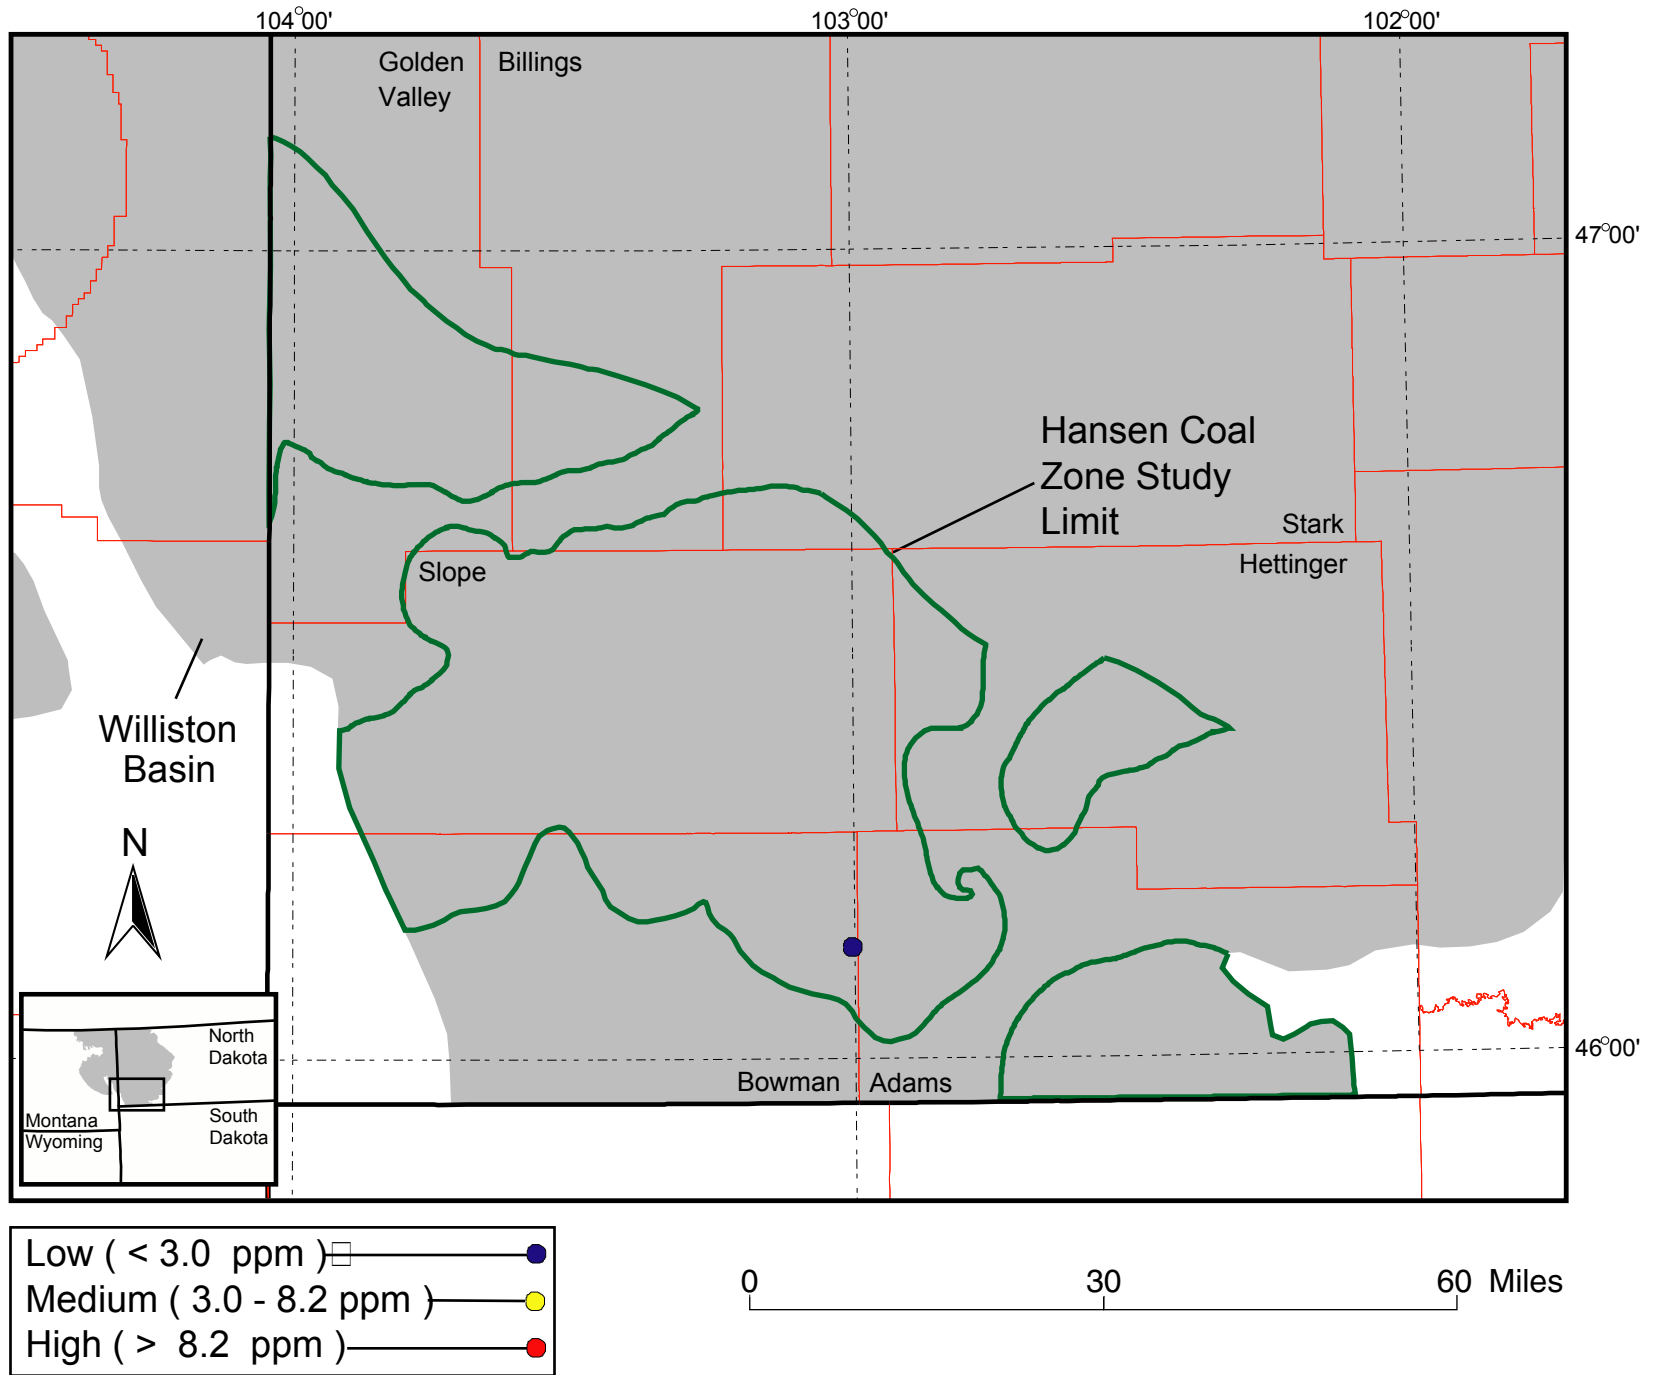 104°00'
103°00'
102°00'
Golden
Valley
Billings
47°00'
Hansen Coal
Zone Study
Limit
Stark
Hettinger
Slope
Williston
Basin
N
46°00'
Bowman
Adams
North
Dakota
Montana
Wyoming
South
Dakota
Low ( < 3.0 ppm )
Medium ( 3.0 - 8.2 ppm )
High ( > 8.2 ppm )
0 30 60 Miles